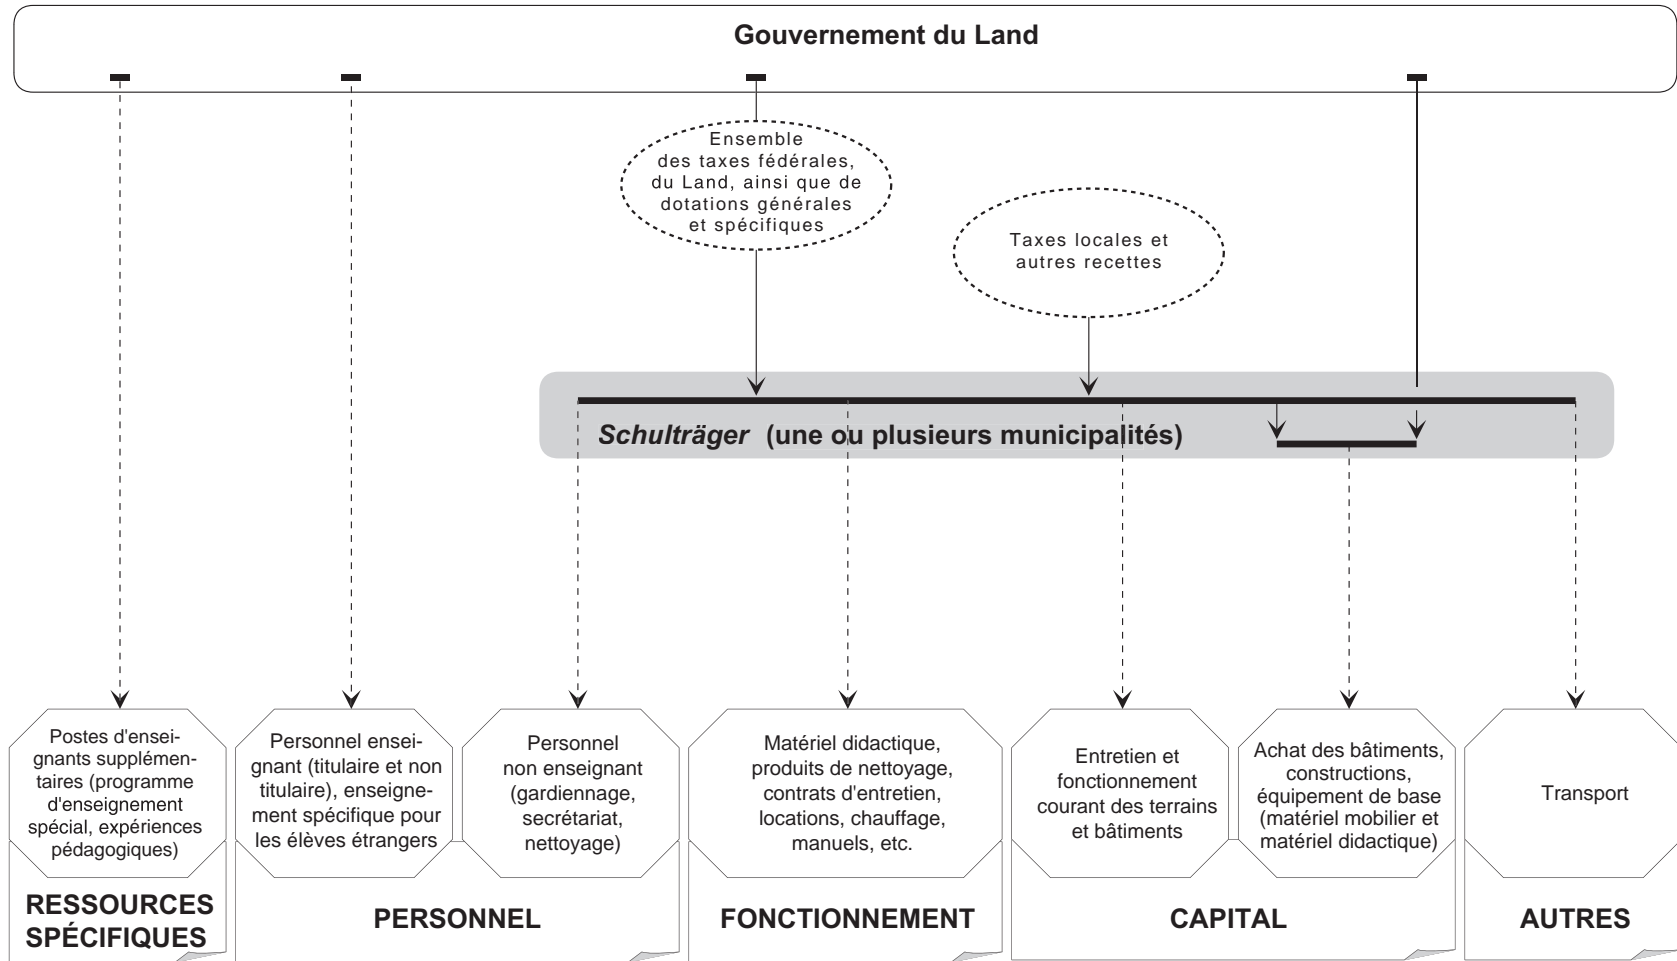 Gouvernement du Land
Ensemble
des taxes fédérales,
du Land, ainsi que de
dotations générales
et spécifiques
Taxes locales et
autres recettes
Schulträger (une ou plusieurs municipalités)
Postes d'ensei-
gnants supplémen-
taires (programme
d'enseignement
spécial, expériences
pédagogiques)
Personnel ensei-
gnant (titulaire et non
titulaire), enseigne-
ment spécifique pour
les élèves étrangers
Personnel
non enseignant
(gardiennage,
secrétariat,
nettoyage)
Matériel didactique,
produits de nettoyage,
contrats d'entretien,
locations, chauffage,
manuels, etc.
Entretien et
fonctionnement
courant des terrains
et bâtiments
Achat des bâtiments,
constructions,
équipement de base
(matériel mobilier et
matériel didactique)
Transport
RESSOURCES
SPÉCIFIQUES
PERSONNEL
FONCTIONNEMENT
CAPITAL
AUTRES